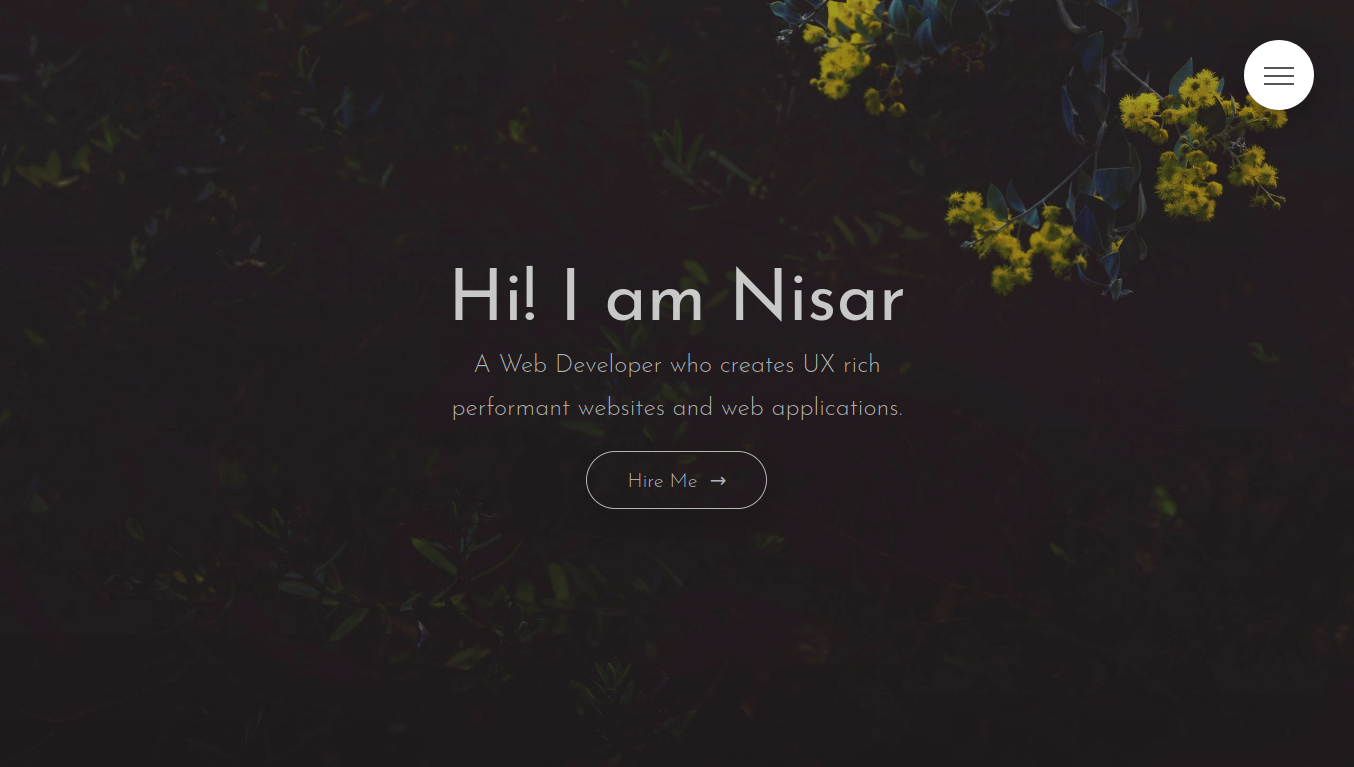 Hi! I am Nisar
A Web Developer who creates UX rich
performant websites and web applications.
Hire Me →